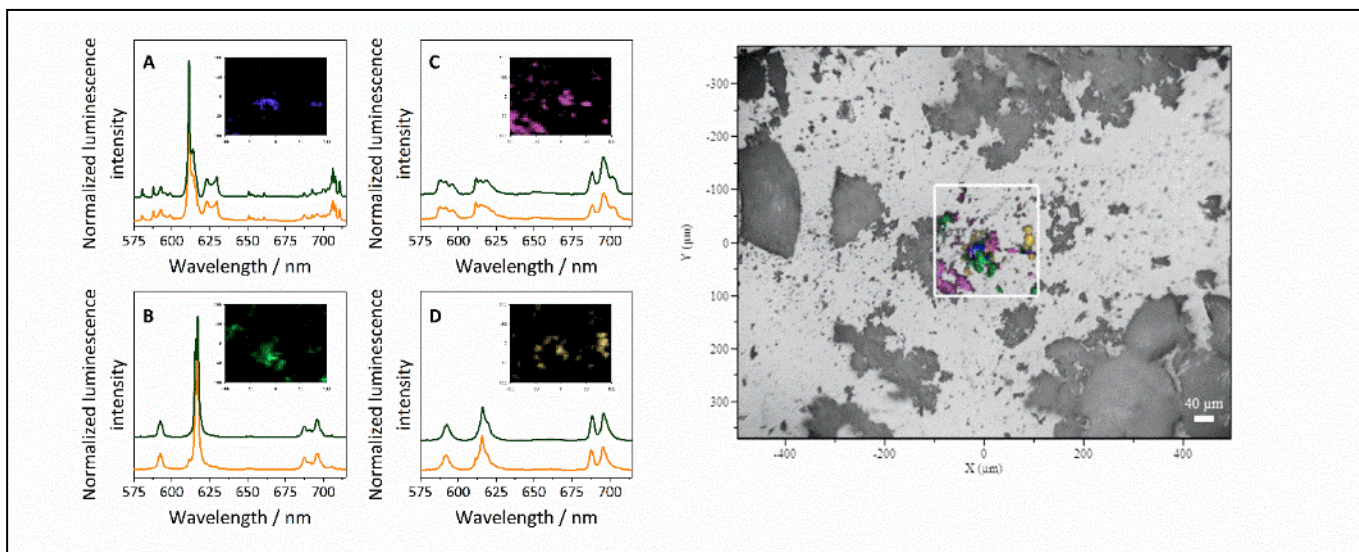 A
Normalized luminescence
intensity
575 600 625 650 675 700
Wavelength / nm
C
Normalized luminescence
intensity
575 600 625 650 675 700
Wavelength / nm
B
Normalized luminescence
intensity
575 600 625 650 675 700
Wavelength / nm
D
Normalized luminescence
intensity
575 600 625 650 675 700
Wavelength / nm
-300
-200
-100
0
100
200
300
Y (µm)
40 µm
-400 -200 0 200 400
X (µm)